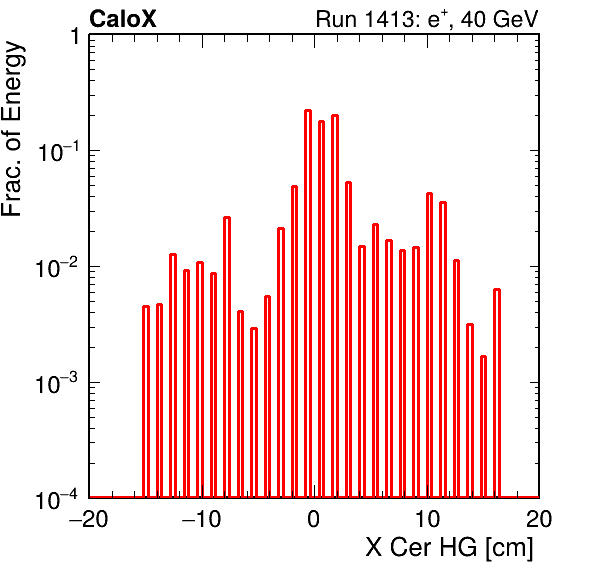 CaloX Run 1413: e⁺, 40 GeV
Frac. of Energy
1
10⁻¹
10⁻²
10⁻³
10⁻⁴
−20 −10 0 10 20
X Cer HG [cm]